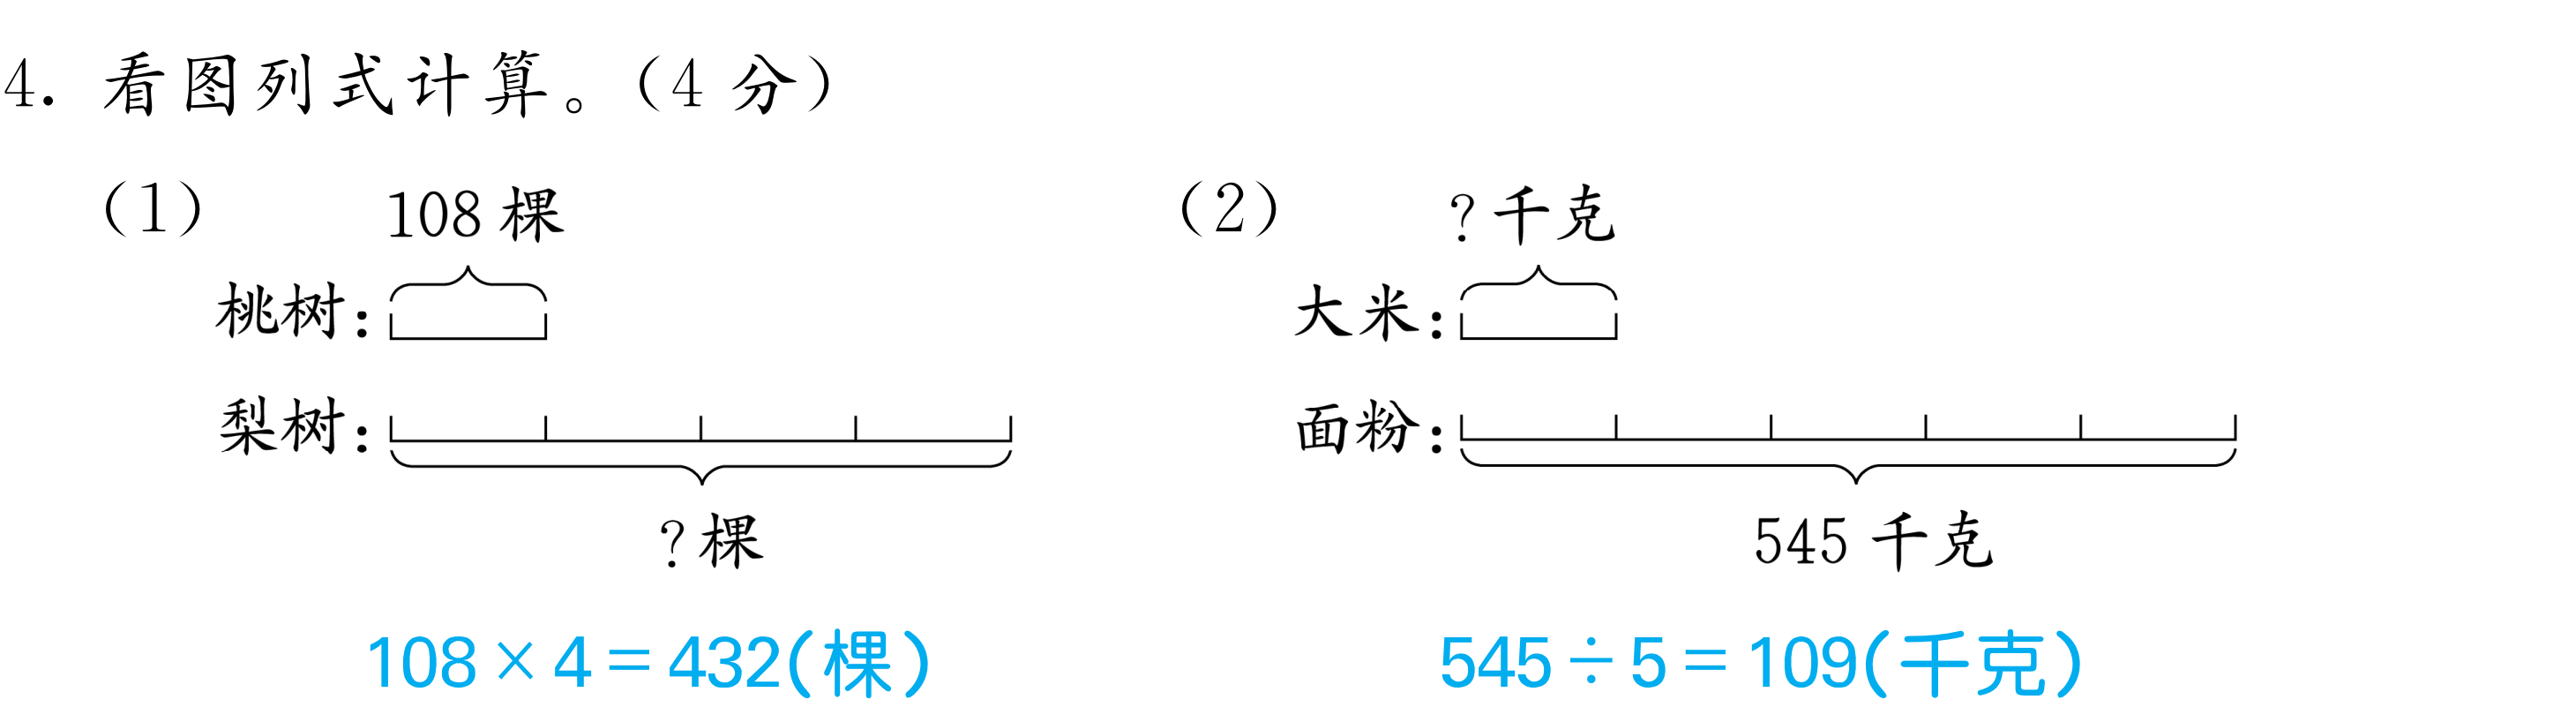 4. 看图列式计算。(4 分)
(1) 108 棵
桃树:
梨树:
?棵
108×4=432(棵)
(2) ?千克
大米:
面粉:
545 千克
545÷5=109(千克)